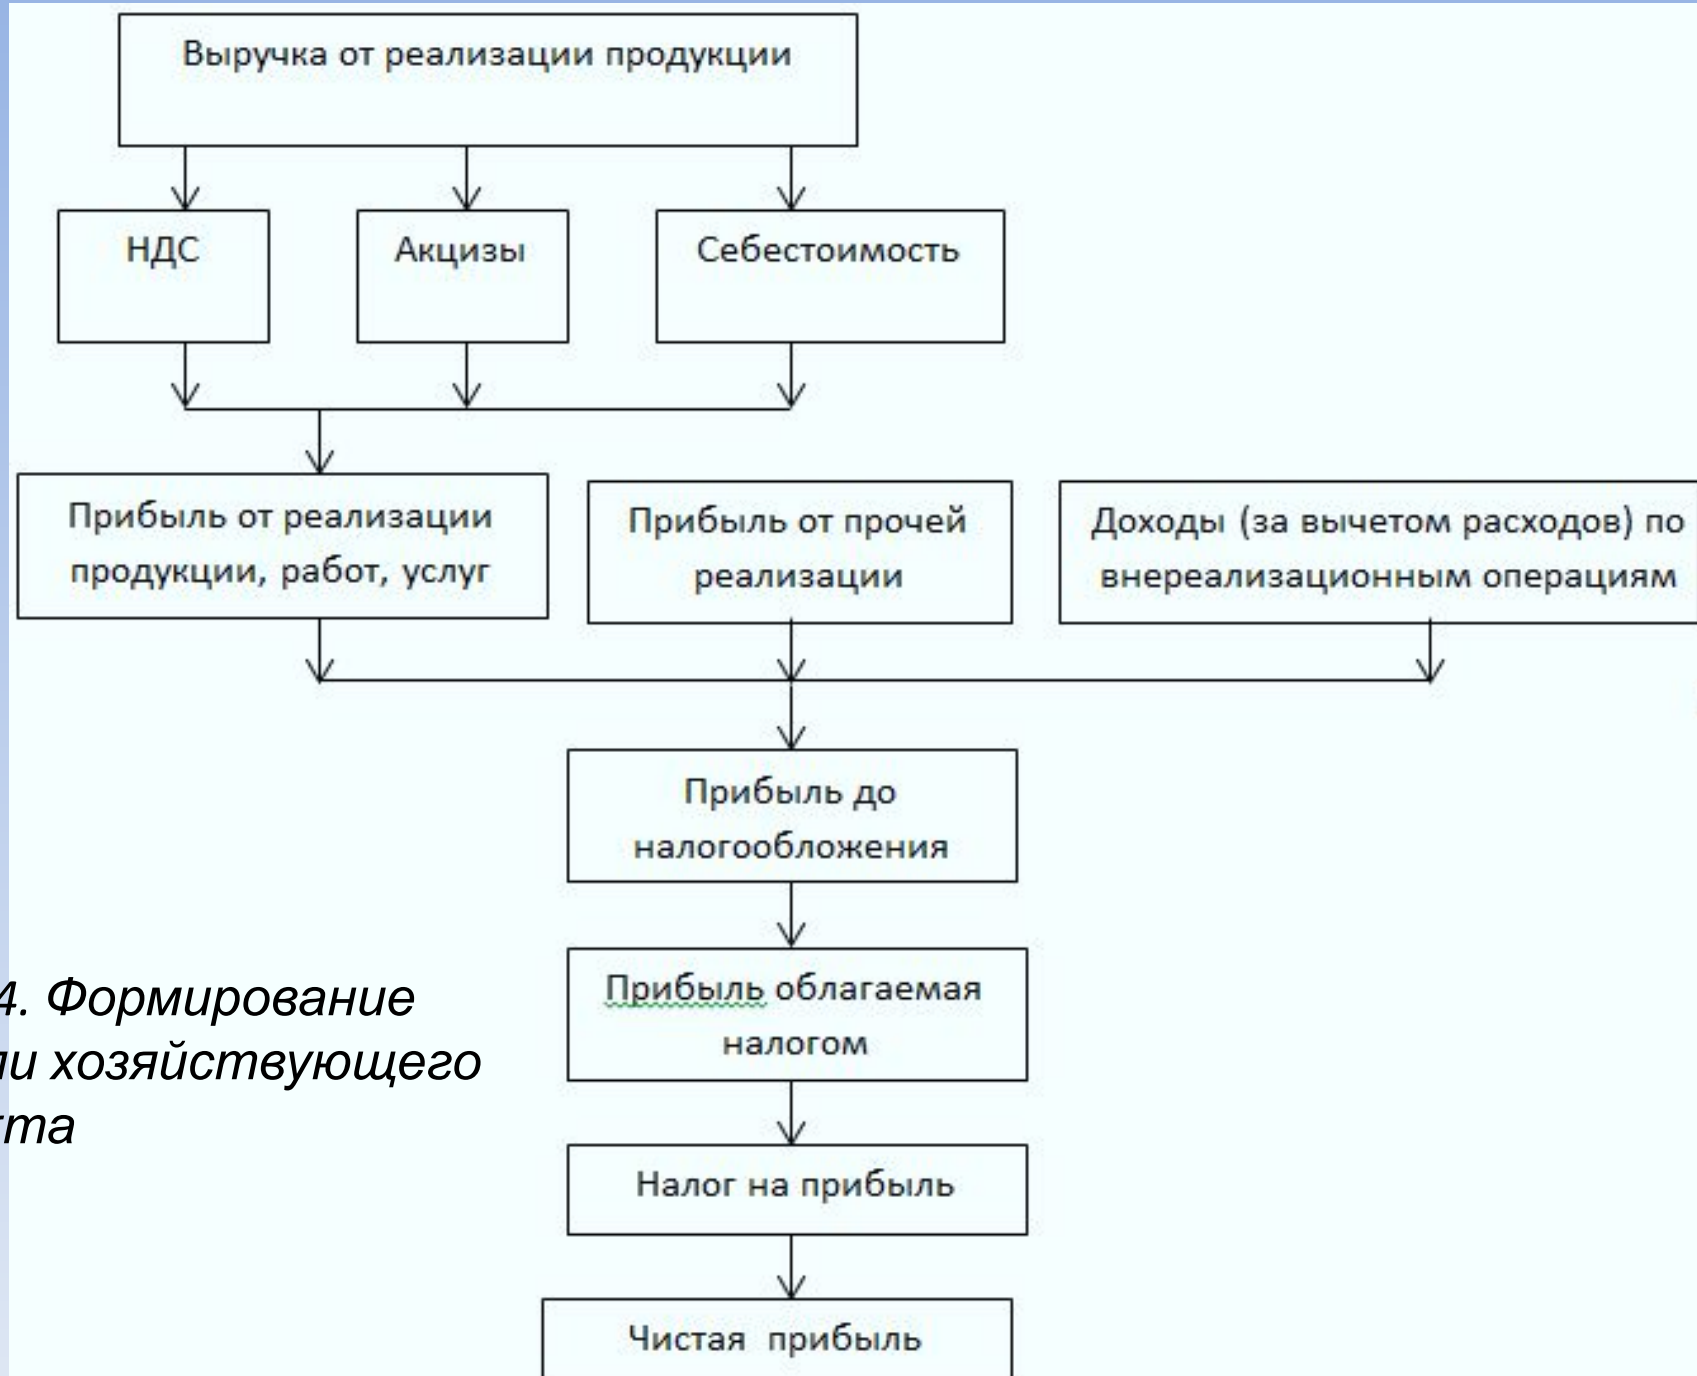 Выручка от реализации продукции
НДС
Акцизы
Себестоимость
Прибыль от реализации
продукции, работ, услуг
Прибыль от прочей
реализации
Доходы (за вычетом расходов) по
внереализационным операциям
Прибыль до
налогообложения
Прибыль облагаемая
налогом
Налог на прибыль
Чистая прибыль
4. Формирование
хозяйствующего